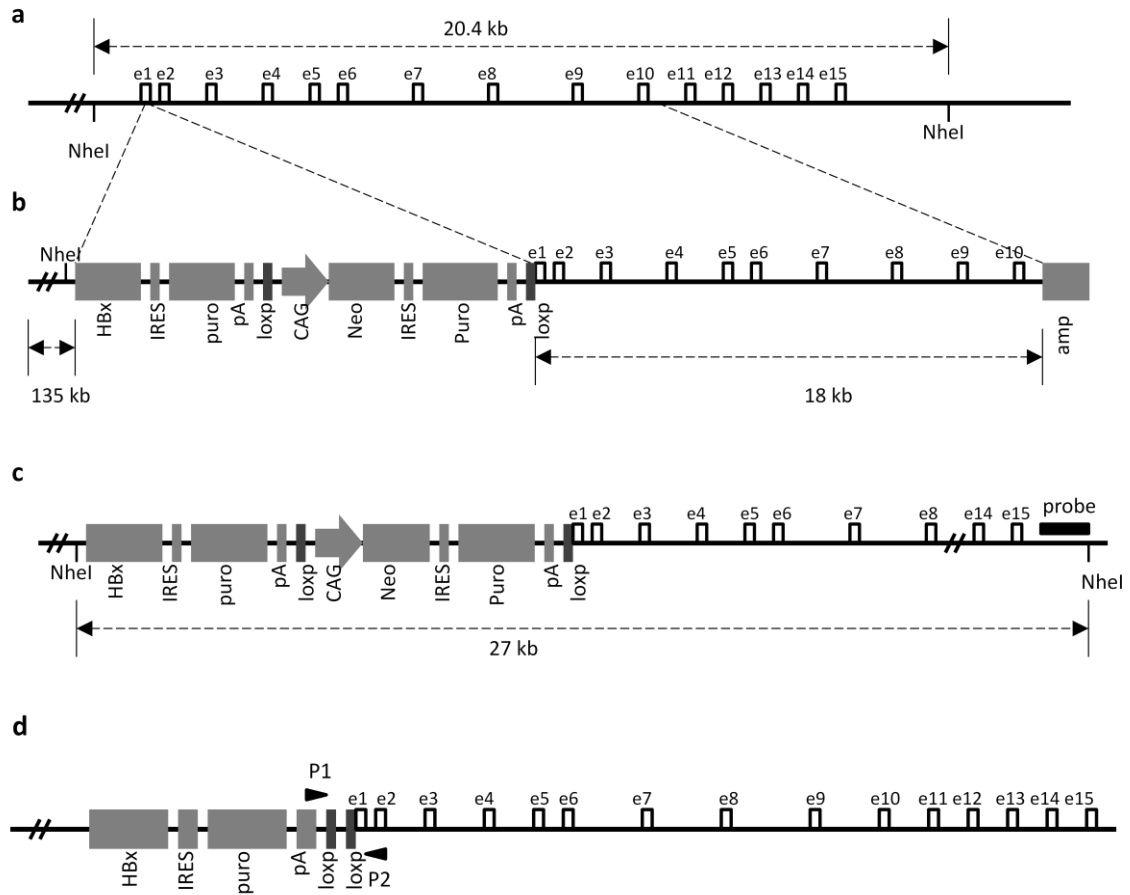 a
20.4 kb
e1 e2 e3 e4 e5 e6 e7 e8 e9 e10 e11 e12 e13 e14 e15
NheI NheI
b
NheI
e1 e2 e3 e4 e5 e6 e7 e8 e9 e10
HBx IRES puro pA loxp CAG Neo IRES Puro pA loxp amp
135 kb 18 kb
c
probe
e1 e2 e3 e4 e5 e6 e7 e8 e14 e15
NheI HBx IRES puro pA loxp CAG Neo IRES Puro pA loxp NheI
27 kb
d
P1
e1 e2 e3 e4 e5 e6 e7 e8 e9 e10 e11 e12 e13 e14 e15
HBx IRES puro pA loxp loxp P2